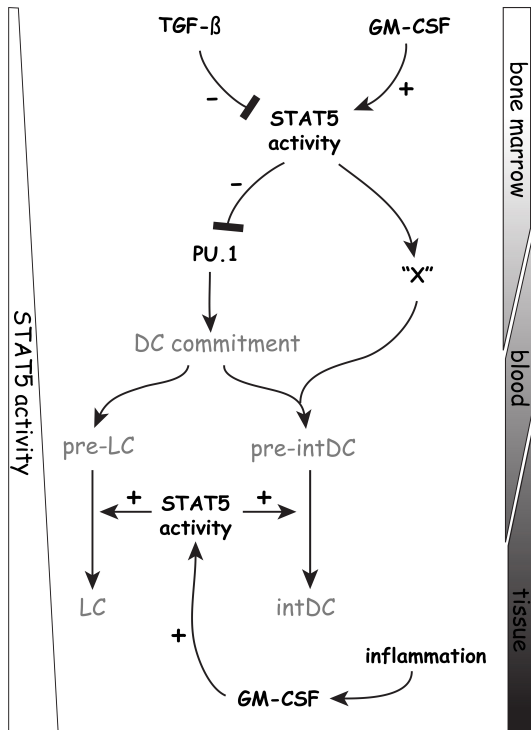 TGF-ß
GM-CSF
-
+
STAT5
activity
-
PU.1
"X"
DC commitment
pre-LC
pre-intDC
+
STAT5
activity
+
LC
intDC
+
inflammation
GM-CSF
STAT5 activity
bone marrow
blood
tissue